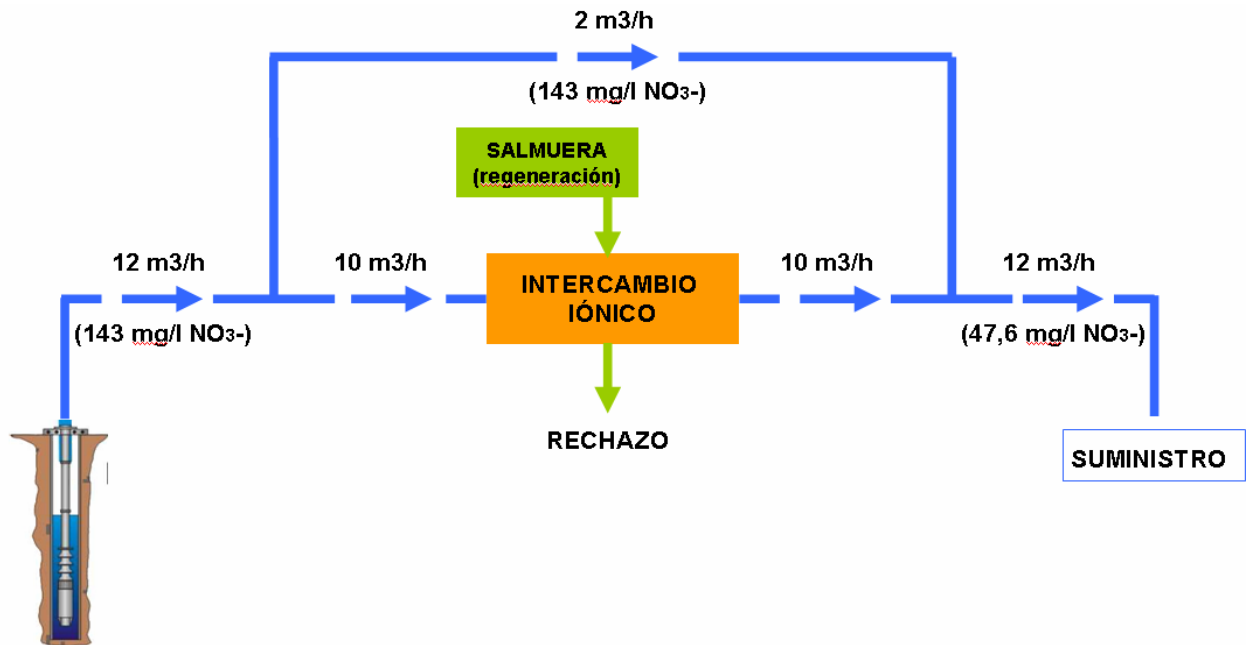 2 m3/h
(143 mg/l NO3-)
SALMUERA
(regeneración)
12 m3/h
10 m3/h
INTERCAMBIO
IÓNICO
10 m3/h
12 m3/h
(143 mg/l NO3-)
(47,6 mg/l NO3-)
RECHAZO
SUMINISTRO